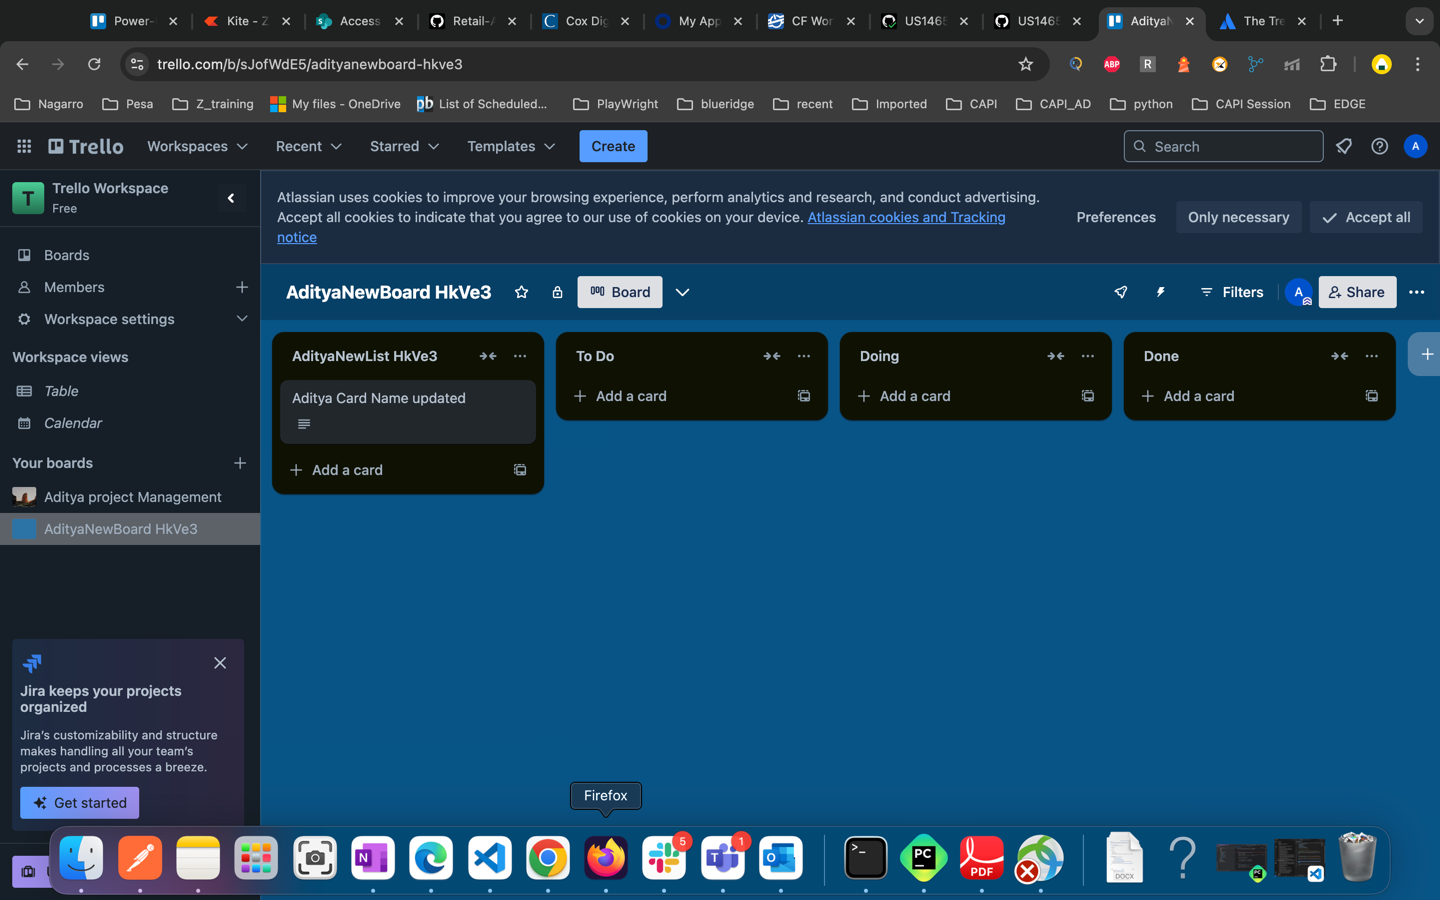 Power-
Kite - Z
Access
Retail-A
Cox Dig
My App
CF Wor
US1465
US1465
AdityaN
The Tre
trello.com/b/sJofWdE5/adityanewboard-hkve3
ABP
R
Nagarro
Pesa
Z_training
My files - OneDrive
pb List of Scheduled...
PlayWright
blueridge
recent
Imported
CAPI
CAPI_AD
python
CAPI Session
EDGE
Trello
Workspaces
Recent
Starred
Templates
Create
Search
A
T
Trello Workspace
Free
Atlassian uses cookies to improve your browsing experience, perform analytics and research, and conduct advertising.
Accept all cookies to indicate that you agree to our use of cookies on your device. Atlassian cookies and Tracking
notice
Preferences
Only necessary
Accept all
Boards
Members
Workspace settings
Workspace views
Table
Calendar
Your boards
Aditya project Management
AdityaNewBoard HkVe3
AdityaNewBoard HkVe3
Board
Filters
A
Share
AdityaNewList HkVe3
Aditya Card Name updated
Add a card
To Do
Add a card
Doing
Add a card
Done
Add a card
Jira keeps your projects
organized
Jira's customizability and structure
makes handling all your team's
projects and processes a breeze.
Get started
Firefox
N
5
T
1
O
>_
PC
PDF
DOCX
PC